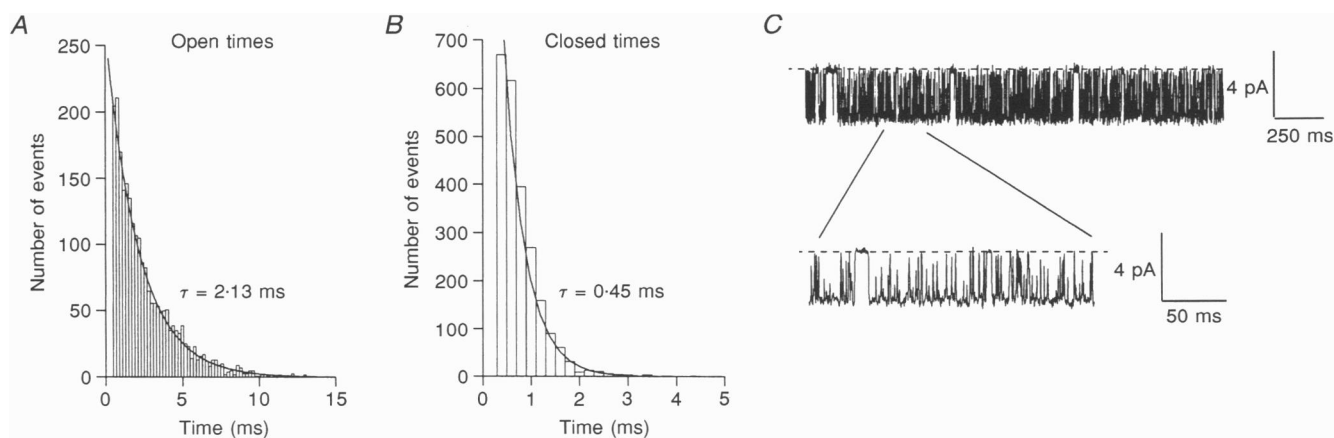 A
Open times
250
200
150
100
50
0
Number of events
τ = 2·13 ms
0
5
10
15
Time (ms)
B
Closed times
700
600
500
400
300
200
100
0
Number of events
τ = 0·45 ms
0
1
2
3
4
5
Time (ms)
C
4 pA
250 ms
4 pA
50 ms